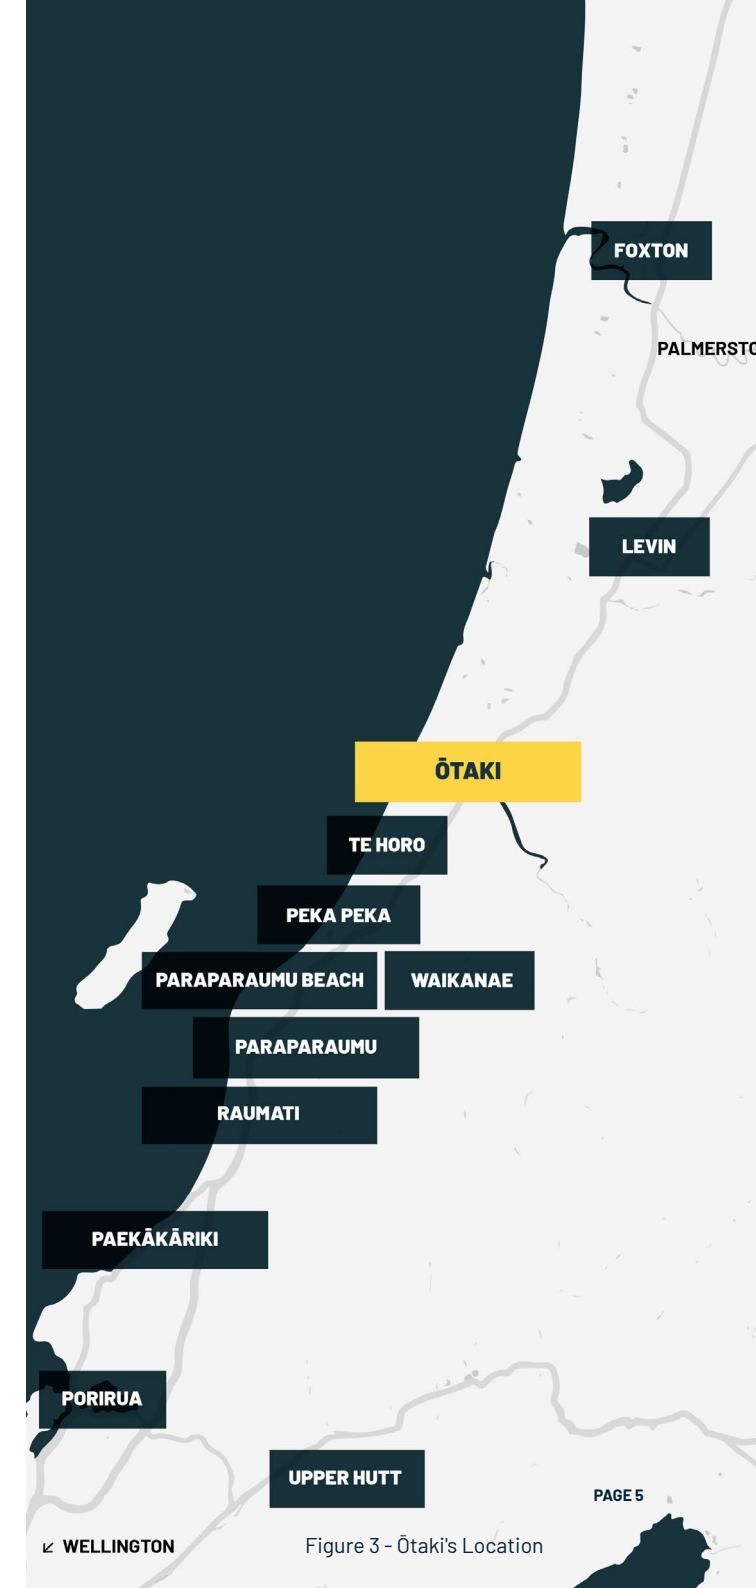 FOXTON
PALMERSTO
LEVIN
ŌTAKI
TE HORO
PEKA PEKA
PARAPARAUMU BEACH
WAIKANAE
PARAPARAUMU
RAUMATI
PAEKĀKĀRIKI
PORIRUA
UPPER HUTT
PAGE 5
↙ WELLINGTON
Figure 3 - Ōtaki's Location